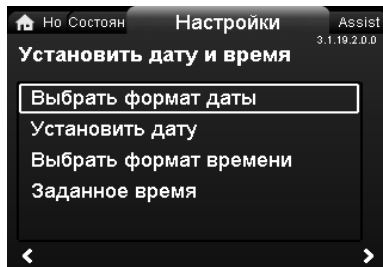 Но Состоян Настройки Assist
3.1.19.2.0.0
Установить дату и время
Выбрать формат даты
Установить дату
Выбрать формат времени
Заданное время